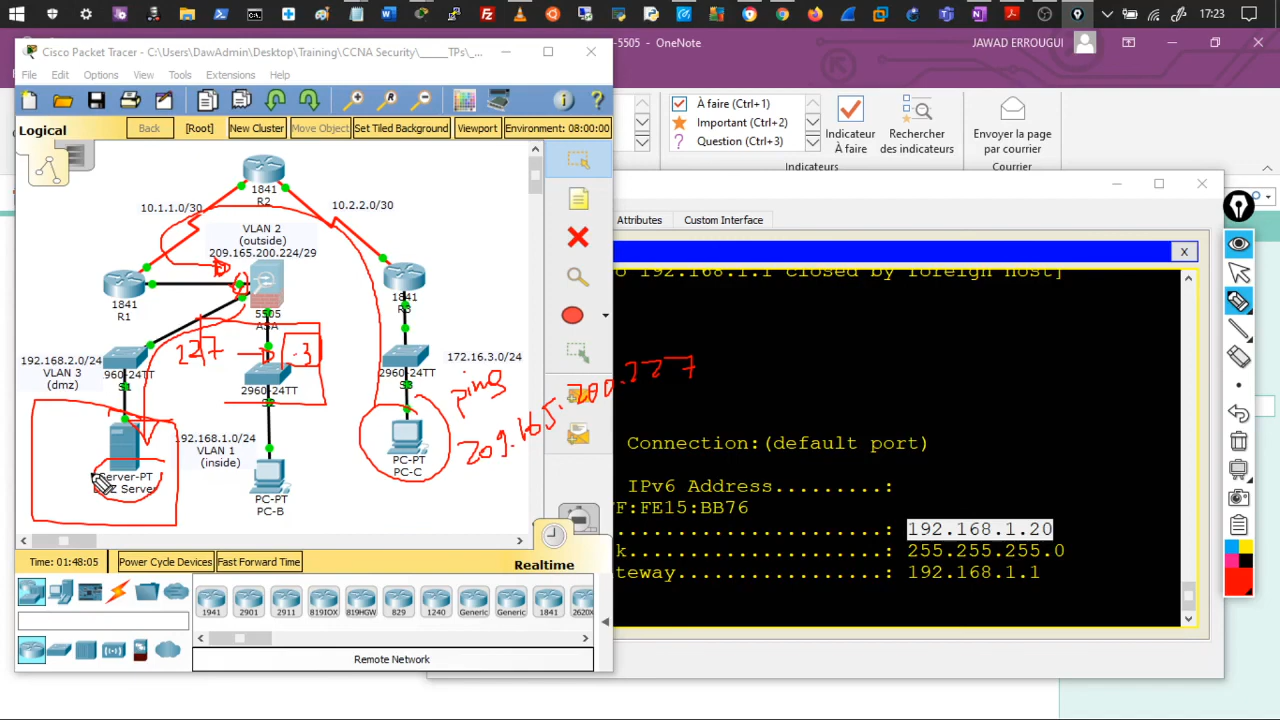 17:23
-5505 - OneNote
JAWAD ERROUGUI
Cisco Packet Tracer - C:\Users\DawAdmin\Desktop\Training\CCNA Security\_____TPs\_...
File Edit Options View Tools Extensions Help
À faire (Ctrl+1)
Important (Ctrl+2)
Question (Ctrl+3)
Indicateur
À faire
Rechercher
des indicateurs
Envoyer la page
par courrier
Indicateurs
Courrier
Logical
Back
[Root]
New Cluster
Move Object
Set Tiled Background
Viewport
Environment: 08:00:00
1841
R2
10.1.1.0/30
10.2.2.0/30
VLAN 2
(outside)
209.165.200.224/29
1841
R1
5505
ASA
1841
R3
192.168.2.0/24
VLAN 3
(dmz)
960-24TT
S1
227
.3
2960-24TT
S2
2960-24TT
S3
172.16.3.0/24
ping
209.165.200.227
192.168.1.0/24
VLAN 1
(inside)
Server-PT
DMZ Server
PC-PT
PC-B
PC-PT
PC-C
Attributes
Custom Interface
X
o 192.168.1.1 closed by foreign host]
Connection:(default port)
IPv6 Address.........:
F:FE15:BB76
....................: 192.168.1.20
k....................: 255.255.255.0
teway................: 192.168.1.1
Time: 01:48:05
Power Cycle Devices
Fast Forward Time
Realtime
1941
2901
2911
819IOX
819HGW
829
1240
Generic
Generic
1841
2620X
Remote Network